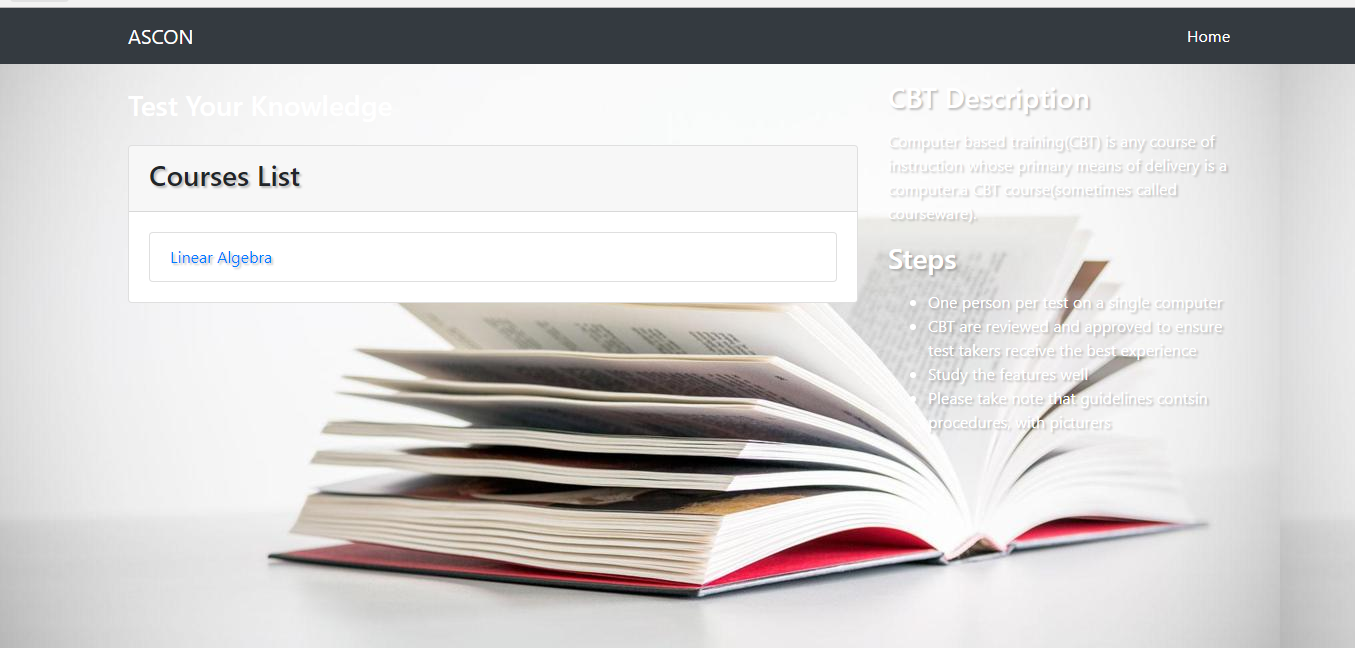 ASCON
Home
Test Your Knowledge
Courses List
Linear Algebra
CBT Description
Computer based training(CBT) is any course of
instruction whose primary means of delivery is a
computer.a CBT course(sometimes called
courseware).
Steps
One person per test on a single computer
CBT are reviewed and approved to ensure
test takers receive the best experience
Study the features well
Please take note that guidelines contsin
procedures, with picturers